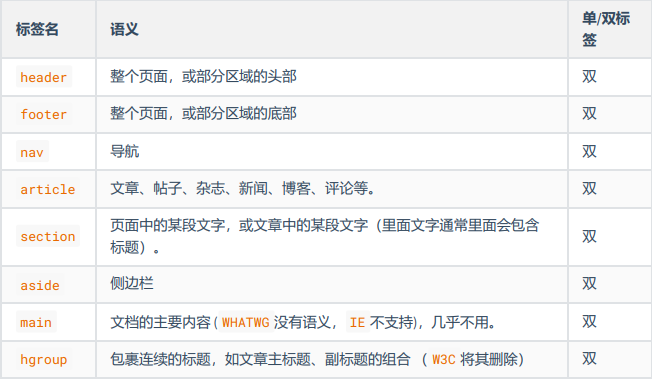 标签名 语义 单/双标
签
header 整个页面，或部分区域的头部 双
footer 整个页面，或部分区域的底部 双
nav 导航 双
article 文章、帖子、杂志、新闻、博客、评论等。 双
section 页面中的某段文字，或文章中的某段文字（里面文字通常里面会包含 双
标题）。
aside 侧边栏 双
main 文档的主要内容( WHATWG 没有语义， IE 不支持)，几乎不用。 双
hgroup 包裹连续的标题，如文章主标题、副标题的组合 （ W3C 将其删除） 双